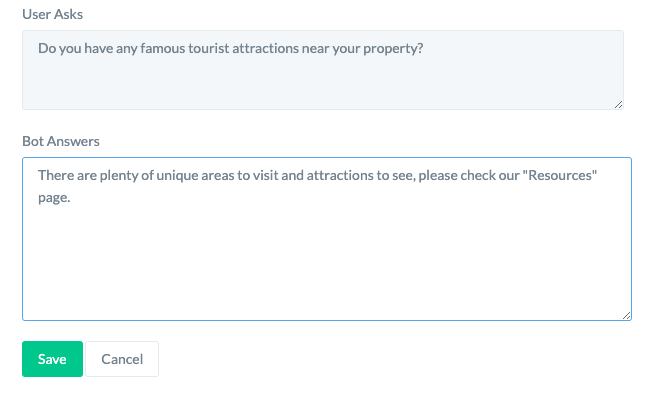 User Asks
Do you have any famous tourist attractions near your property?
Bot Answers
There are plenty of unique areas to visit and attractions to see, please check our "Resources"
page.
Save Cancel